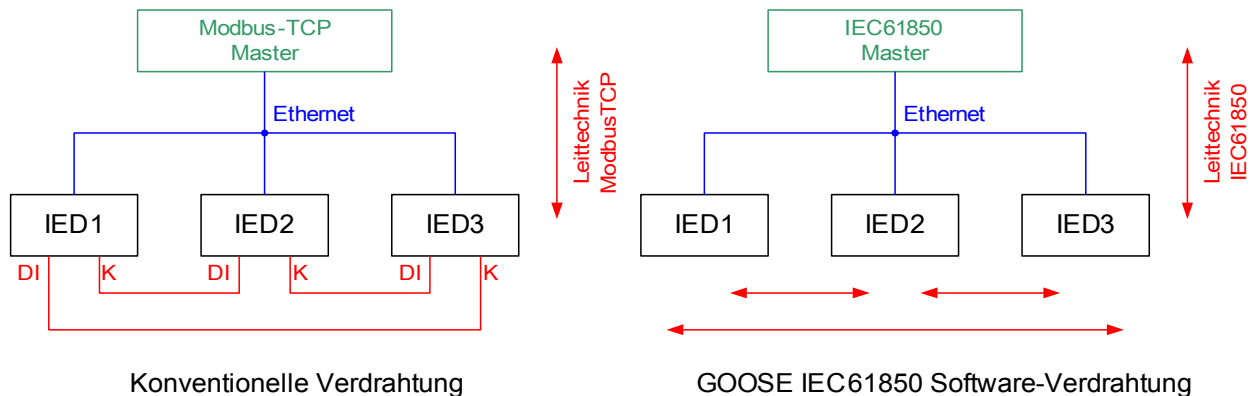 Modbus-TCP
Master
Ethernet
Leittechnik
ModbusTCP
IED1
IED2
IED3
DI
K
DI
K
DI
K
Konventionelle Verdrahtung
IEC61850
Master
Ethernet
Leittechnik
IEC61850
IED1
IED2
IED3
GOOSE IEC61850 Software-Verdrahtung